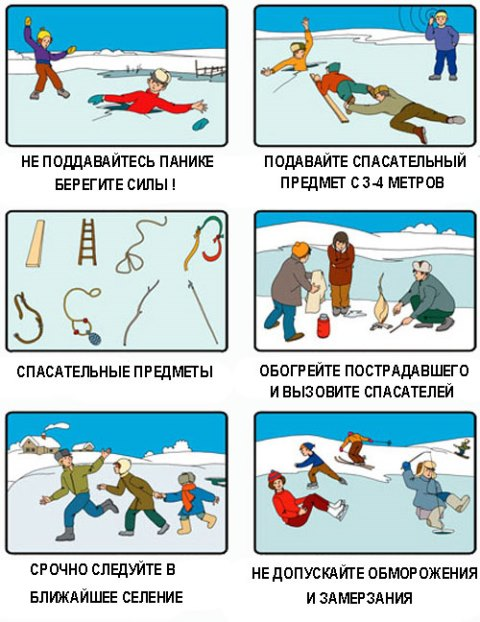 НЕ ПОДДАВАЙТЕСЬ ПАНИКЕ
БЕРЕГИТЕ СИЛЫ !
ПОДАВАЙТЕ СПАСАТЕЛЬНЫЙ
ПРЕДМЕТ С 3-4 МЕТРОВ
СПАСАТЕЛЬНЫЕ ПРЕДМЕТЫ
ОБОГРЕЙТЕ ПОСТРАДАВШЕГО
И ВЫЗОВИТЕ СПАСАТЕЛЕЙ
СРОЧНО СЛЕДУЙТЕ В
БЛИЖАЙШЕЕ СЕЛЕНИЕ
НЕ ДОПУСКАЙТЕ ОБМОРОЖЕНИЯ
И ЗАМЕРЗАНИЯ